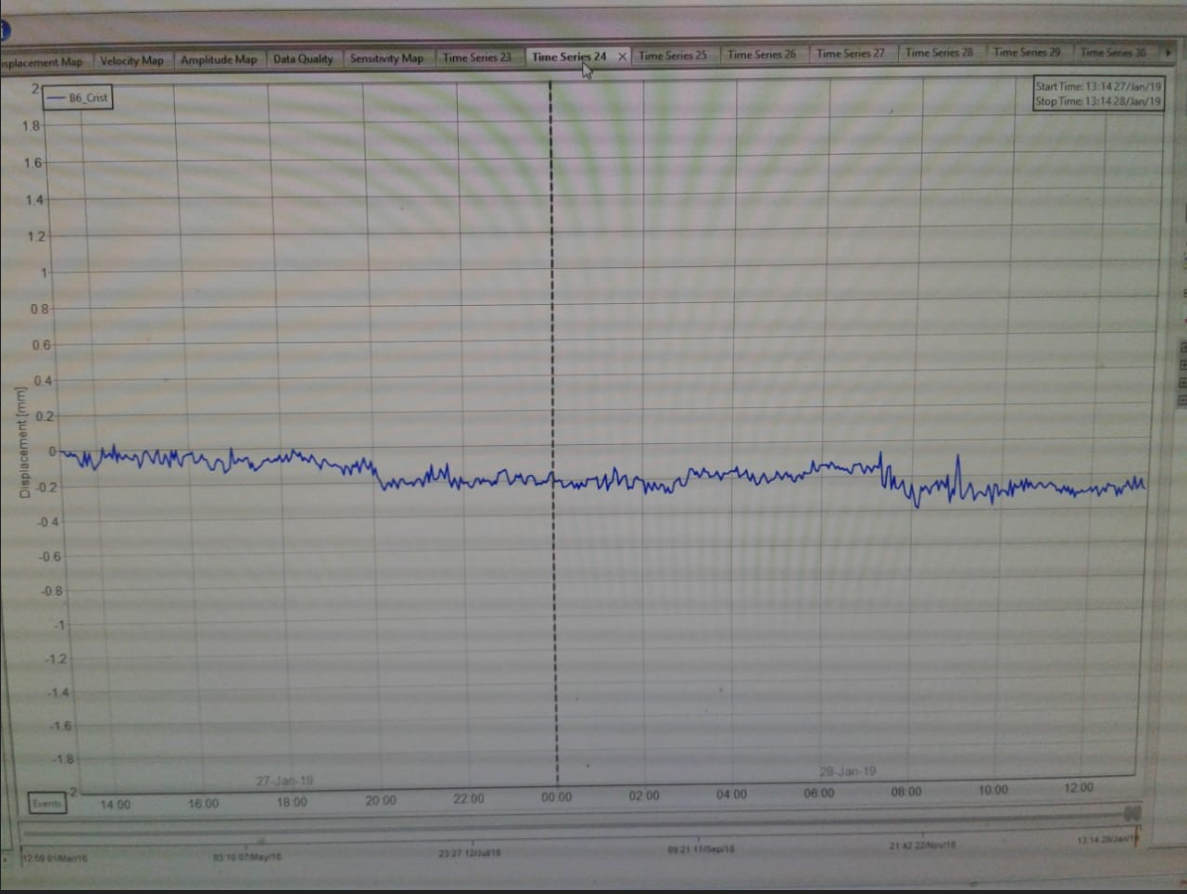 Velocity Map
Amplitude Map
Data Quality
Sensitivity Map
Time Series 23
Time Series 24
Time Series 25
Time Series 26
Time Series 27
Time Series 28
Time Series 29
Time Series 30
B6_Crist
Start Time: 13:14 27/Jan/19
Stop Time: 13:14 28/Jan/19
Displacement [mm]
2
1.8
1.6
1.4
1.2
1
0.8
0.6
0.4
0.2
0
-0.2
-0.4
-0.6
-0.8
-1
-1.2
-1.4
-1.6
-1.8
27-Jan-19
28-Jan-19
Events
14:00
16:00
18:00
20:00
22:00
00:00
02:00
04:00
06:00
08:00
10:00
12:00